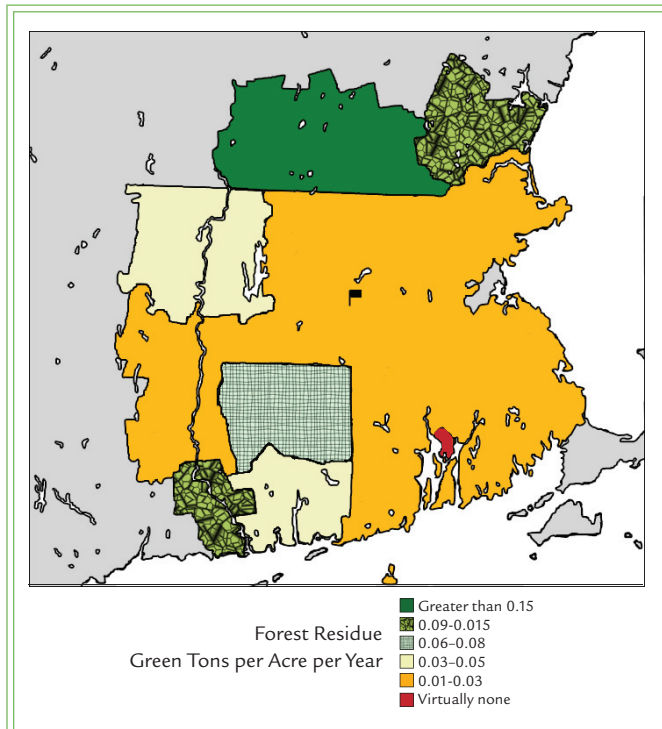 Forest Residue
Green Tons per Acre per Year
Greater than 0.15
0.09-0.015
0.06–0.08
0.03–0.05
0.01-0.03
Virtually none